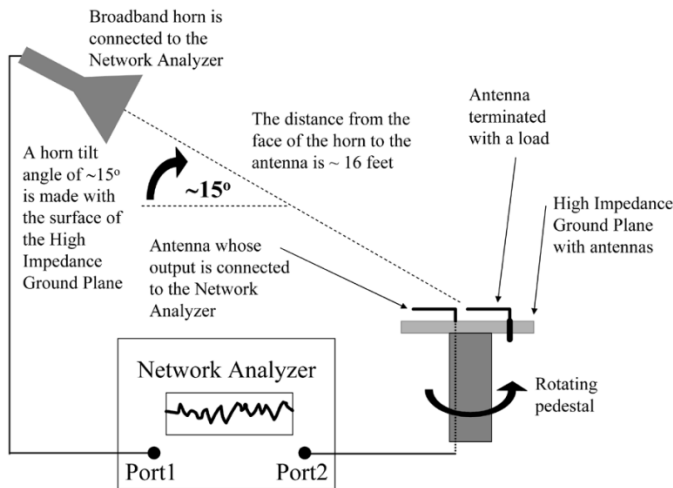 Broadband horn is
connected to the
Network Analyzer
The distance from the
face of the horn to the
antenna is ~ 16 feet
Antenna
terminated
with a load
A horn tilt
angle of ~15º
is made with
the surface of
the High
Impedance
Ground Plane
~15º
High Impedance
Ground Plane
with antennas
Antenna whose
output is connected
to the Network
Analyzer
Network Analyzer
Rotating
pedestal
Port1
Port2